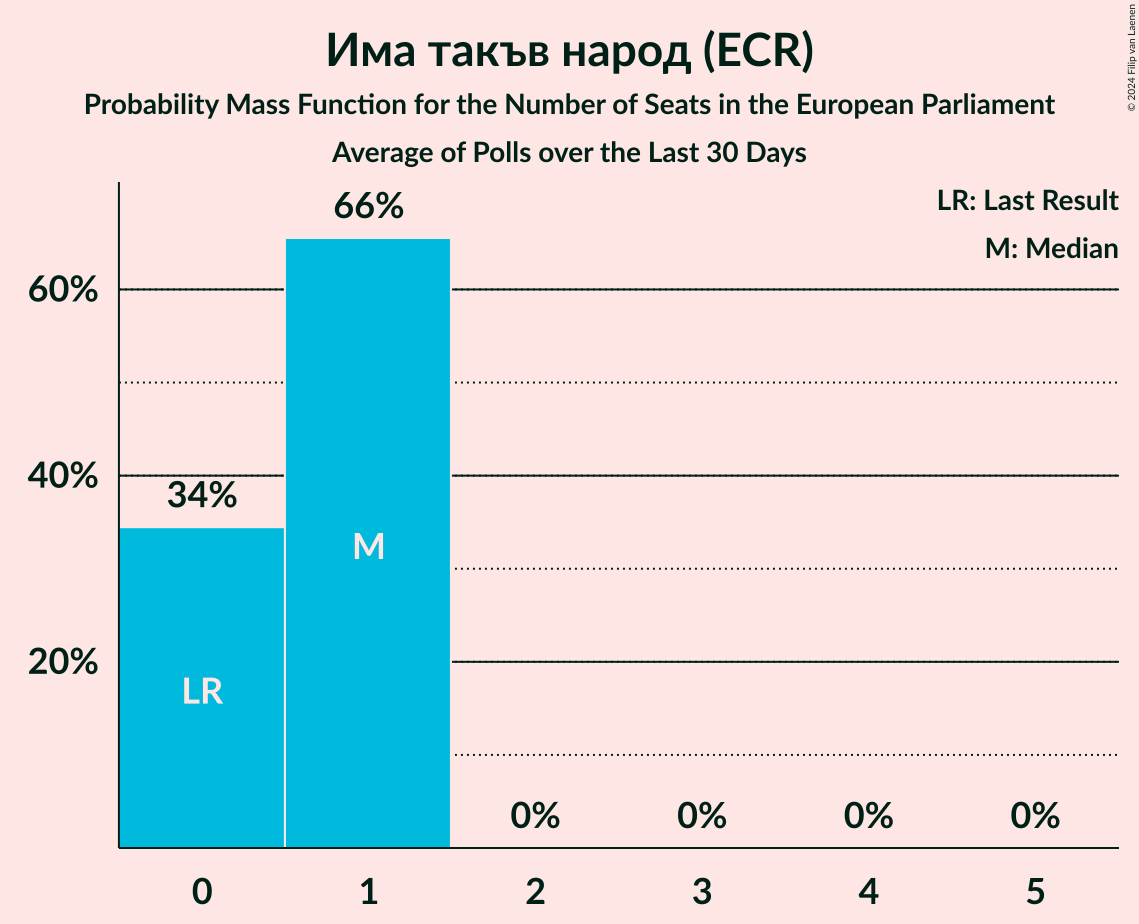 Има такъв народ (ECR)
Probability Mass Function for the Number of Seats in the European Parliament
Average of Polls over the Last 30 Days
© 2024 Filip van Laenen
LR: Last Result
M: Median
66%
60%
40%
34%
M
20%
LR
0% 0% 0% 0%
0 1 2 3 4 5